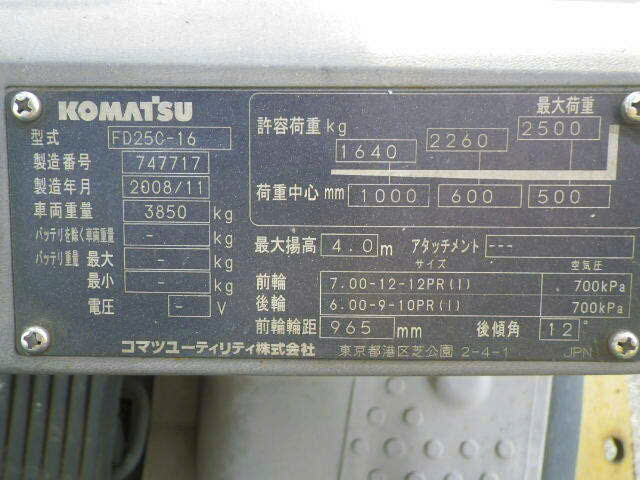 KOMATSU
型式 FD25C-16
製造番号 747717
製造年月 2008/11
車両重量 3850 kg
バッテリを除く車両重量 - kg
バッテリ重量 最大 - kg
最小 - kg
電圧 - V
最大荷重
許容荷重 kg 1640 2260 2500
荷重中心 mm 1000 600 500
最大揚高 4.0 m アタッチメント ---
サイズ 空気圧
前輪 7.00-12-12PR(I) 700kPa
後輪 6.00-9-10PR(I) 700kPa
前輪輪距 965 mm 後傾角 12°
コマツユーティリティ株式会社 東京都港区芝公園 2-4-1 JPN